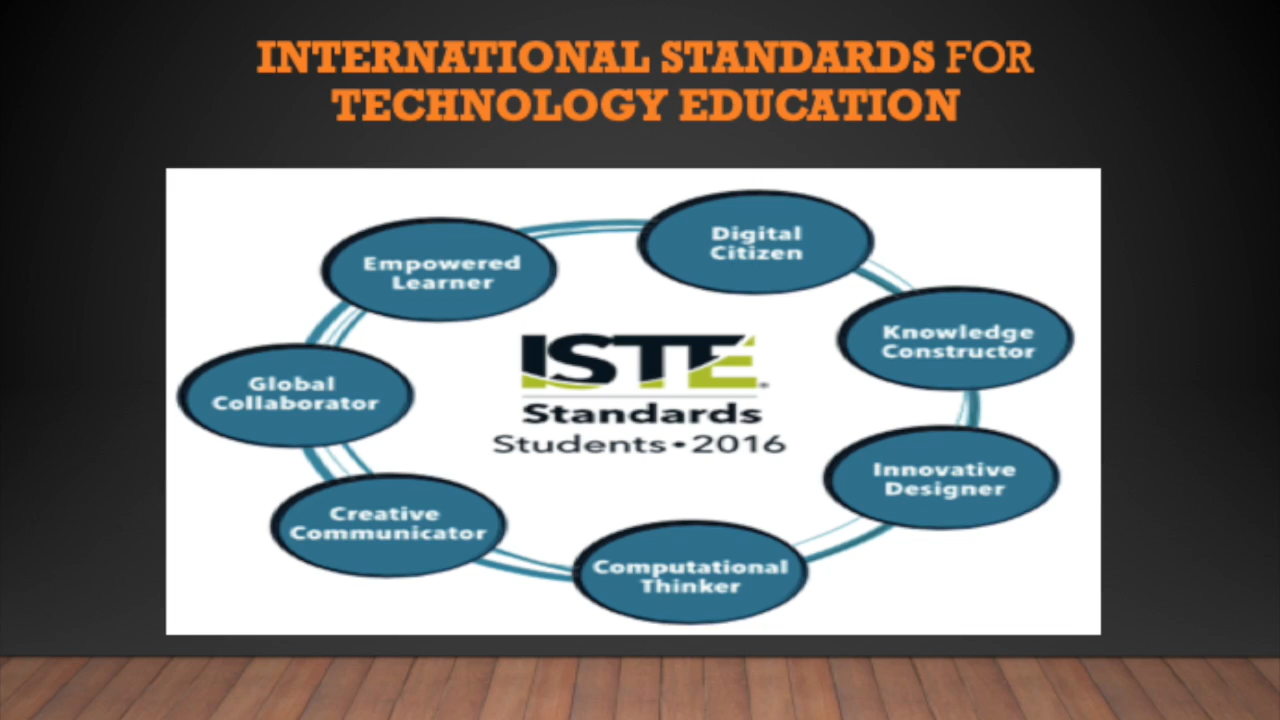 INTERNATIONAL STANDARDS FOR
TECHNOLOGY EDUCATION
Digital
Citizen
Empowered
Learner
Knowledge
Constructor
ISTE®
Standards
Students • 2016
Global
Collaborator
Innovative
Designer
Creative
Communicator
Computational
Thinker